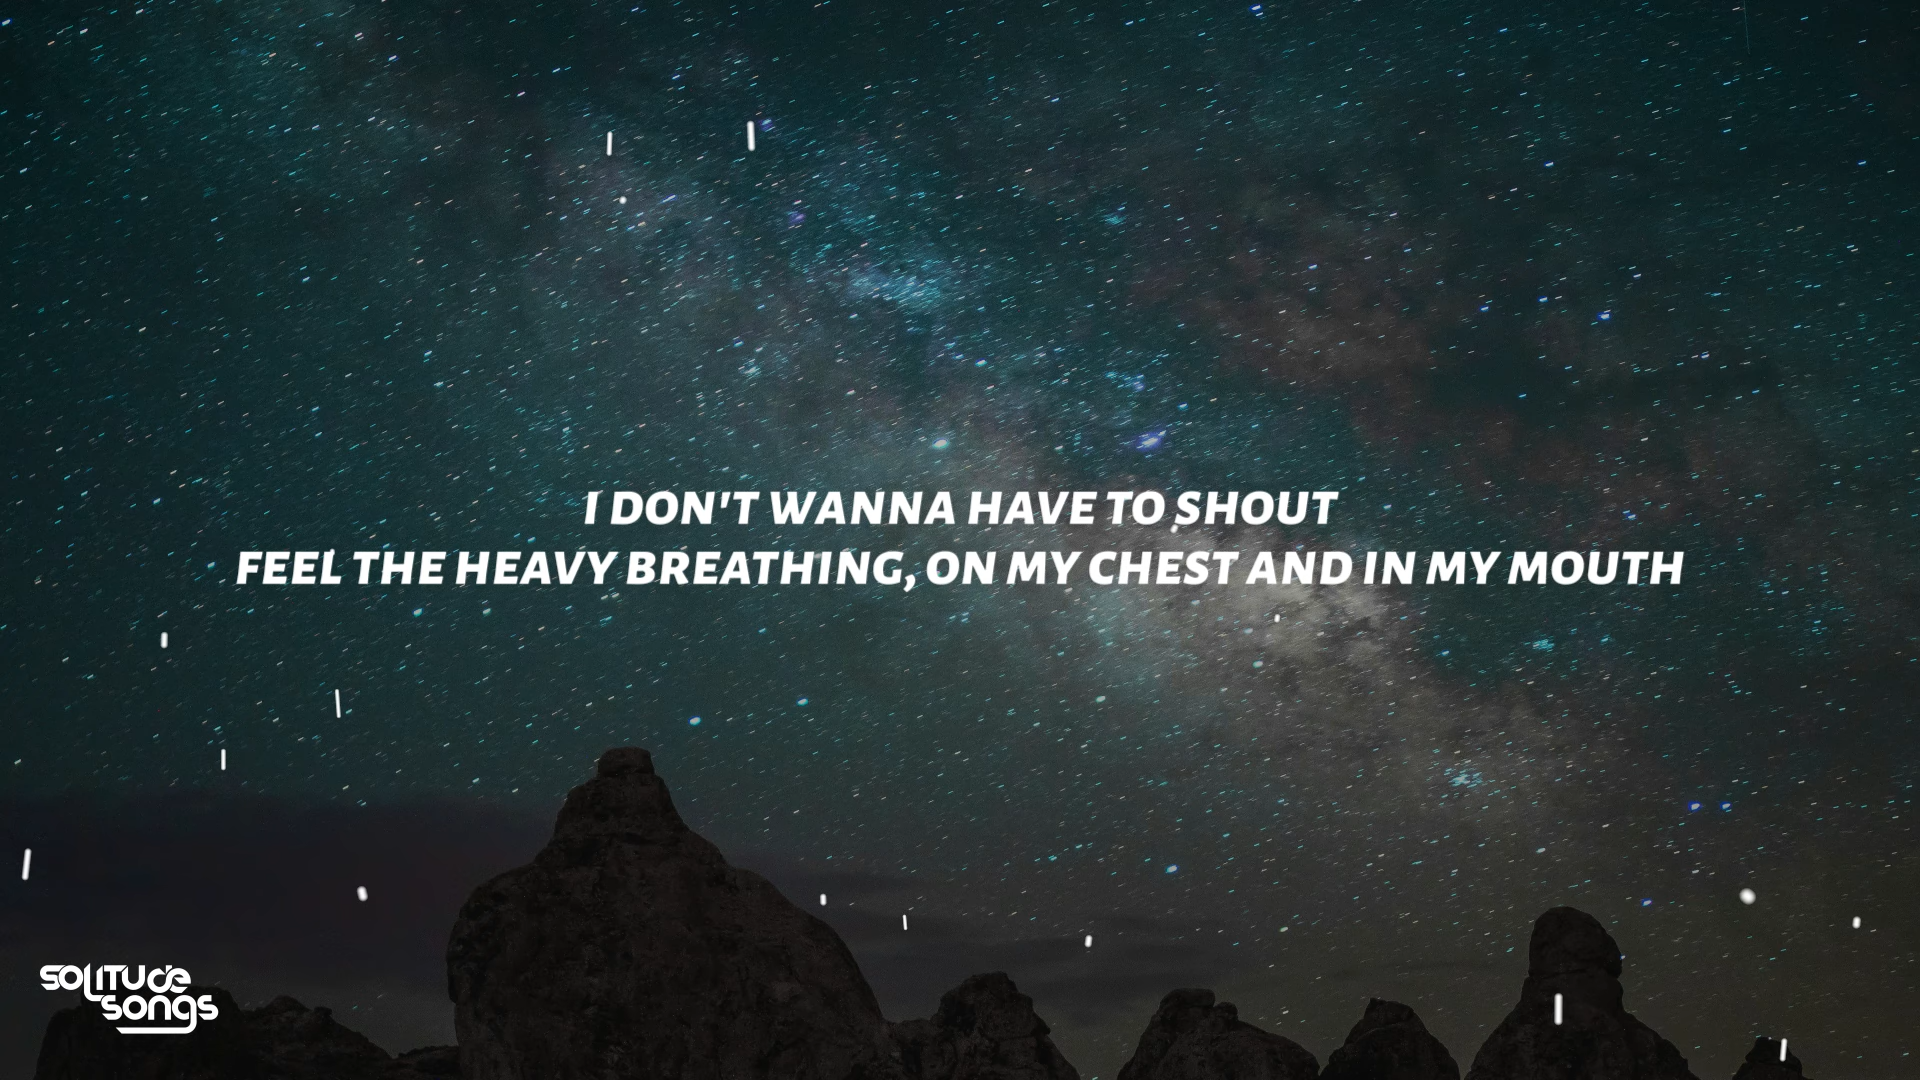 I DON'T WANNA HAVE TO SHOUT
FEEL THE HEAVY BREATHING, ON MY CHEST AND IN MY MOUTH
solitude
songs